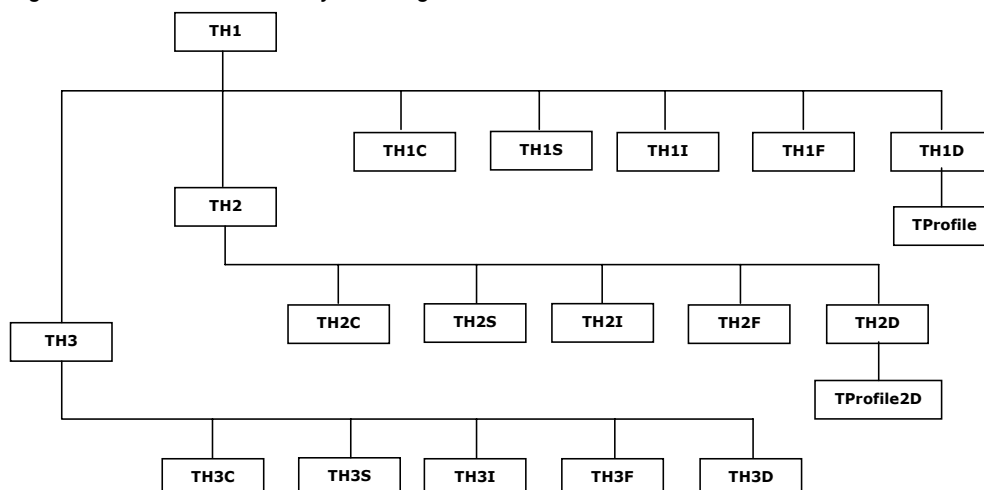 TH1
TH1C
TH1S
TH1I
TH1F
TH1D
TH2
TProfile
TH2C
TH2S
TH2I
TH2F
TH2D
TH3
TProfile2D
TH3C
TH3S
TH3I
TH3F
TH3D